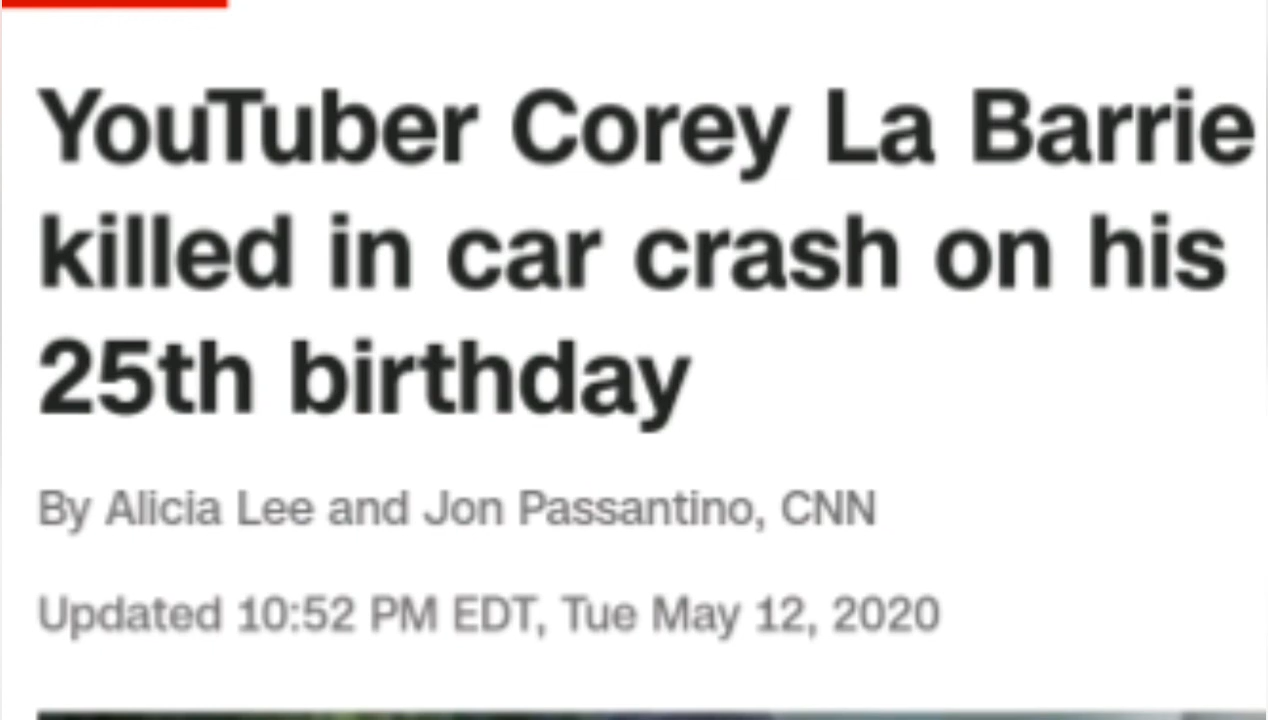 YouTuber Corey La Barrie
killed in car crash on his
25th birthday
By Alicia Lee and Jon Passantino, CNN
Updated 10:52 PM EDT, Tue May 12, 2020